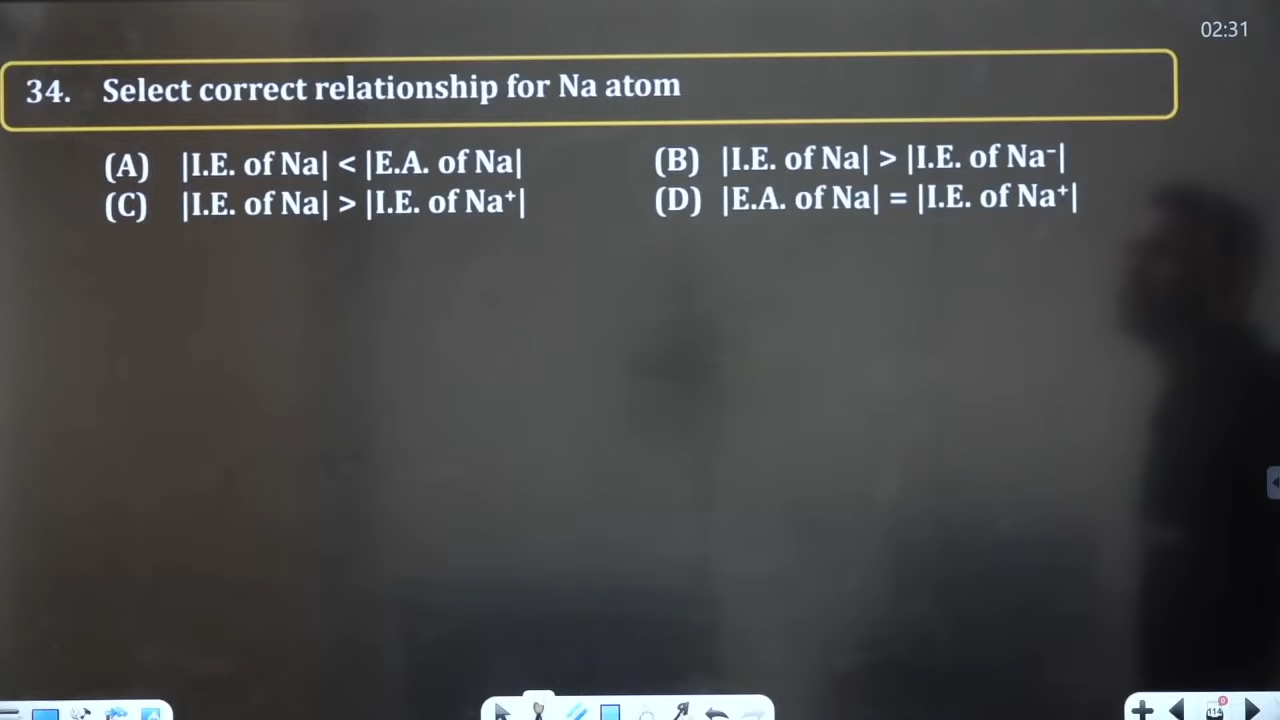 02:31
34. Select correct relationship for Na atom
(A) |I.E. of Na| < |E.A. of Na| (B) |I.E. of Na| > |I.E. of Na⁻|
(C) |I.E. of Na| > |I.E. of Na⁺| (D) |E.A. of Na| = |I.E. of Na⁺|
114